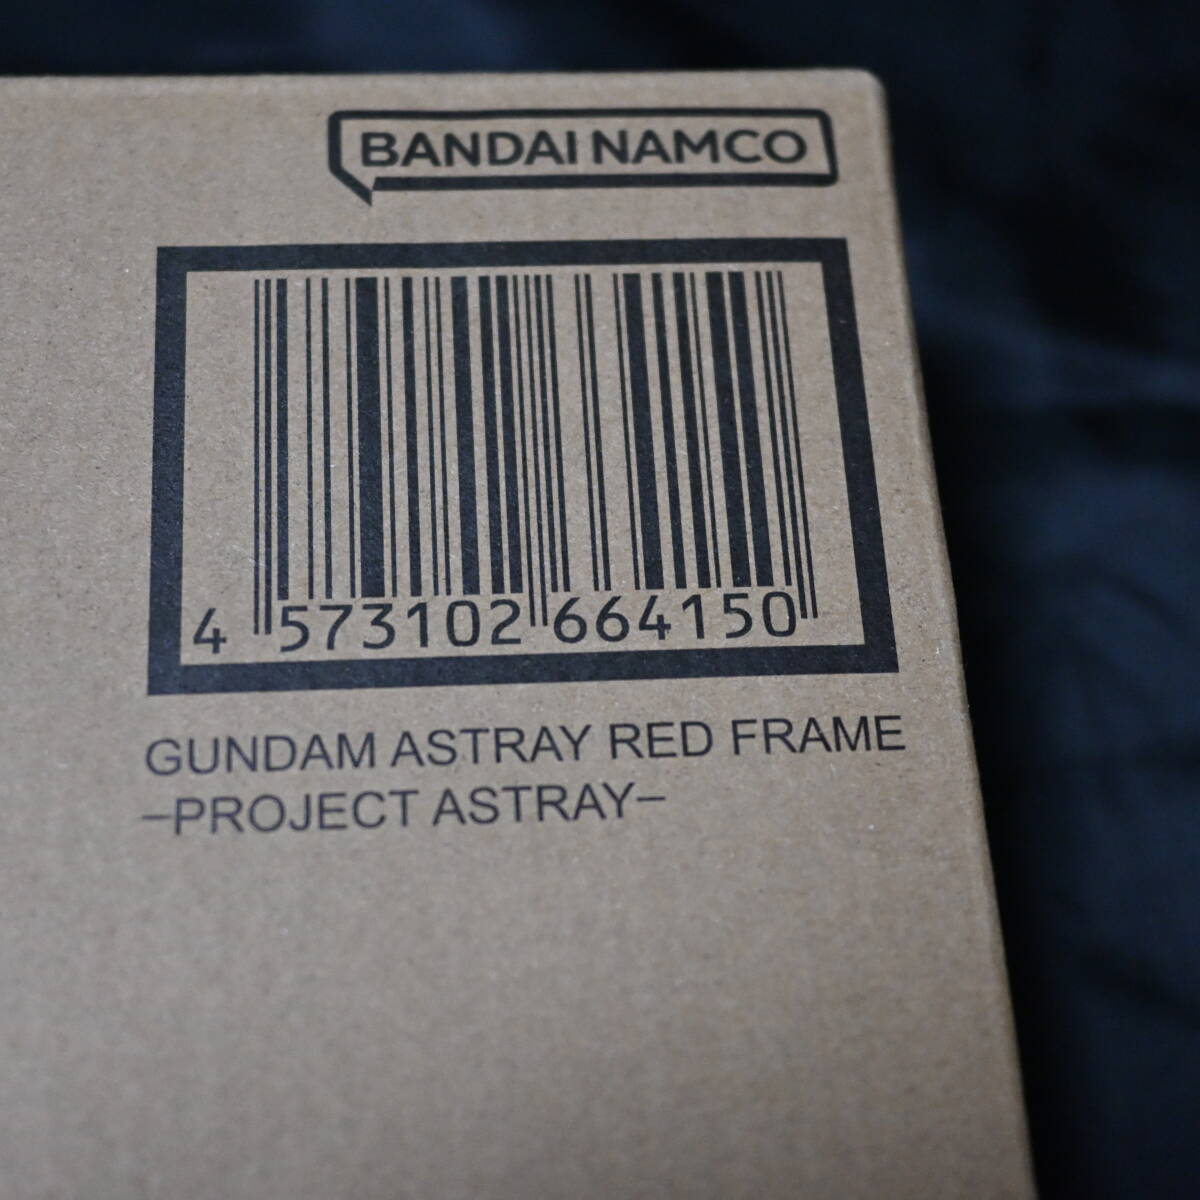 BANDAI NAMCO
4 573102 664150
GUNDAM ASTRAY RED FRAME
–PROJECT ASTRAY–